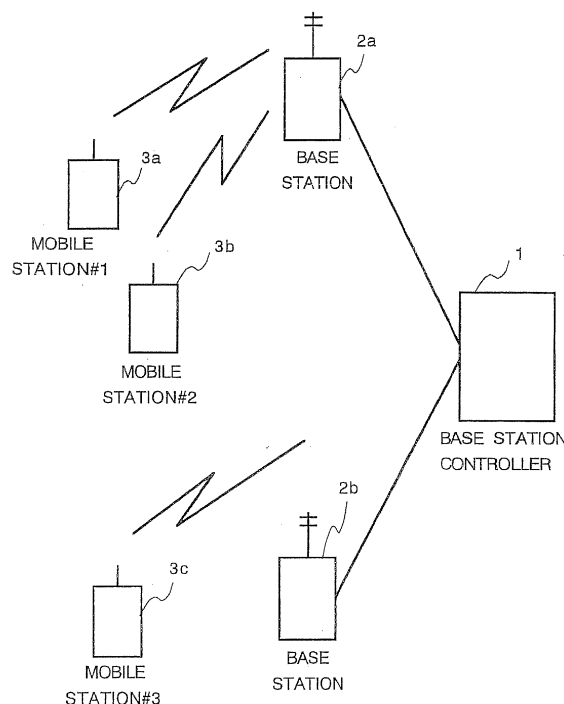 2a
BASE
STATION
3a
MOBILE
STATION#1
3b
MOBILE
STATION#2
1
BASE STATION
CONTROLLER
2b
BASE
STATION
3c
MOBILE
STATION#3